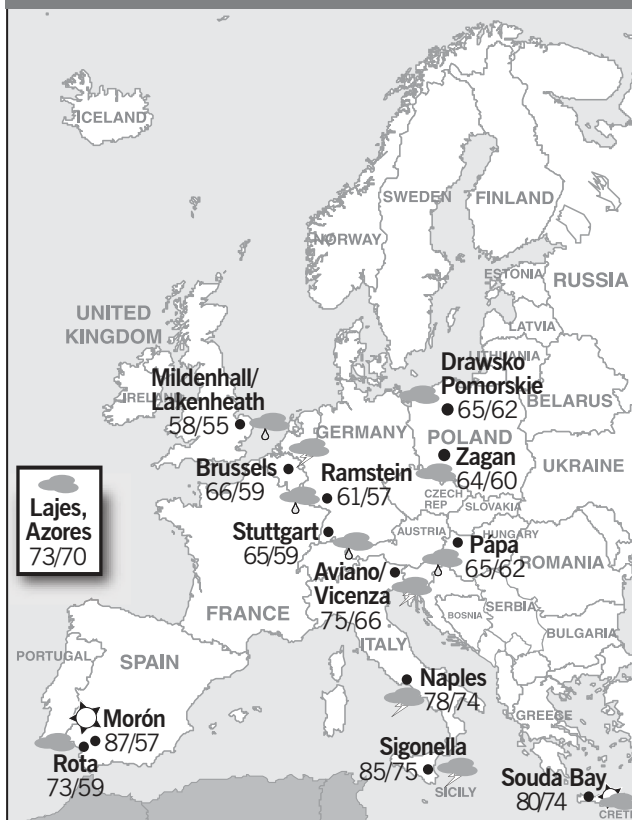 ICELAND
SWEDEN
FINLAND
NORWAY
ESTONIA
RUSSIA
LATVIA
LITHUANIA
UNITED
KINGDOM
IRELAND
Mildenhall/
Lakenheath
58/55
Drawsko
Pomorskie
65/62
BELARUS
GERMANY
POLAND
Zagan
64/60
UKRAINE
Brussels
66/59
Ramstein
61/57
CZECH
REP
SLOVAKIA
Lajes,
Azores
73/70
Stuttgart
65/59
AUSTRIA
HUNGARY
Pápa
65/62
ROMANIA
Aviano/
Vicenza
75/66
FRANCE
BOSNIA
SERBIA
BULGARIA
ITALY
PORTUGAL
SPAIN
Naples
78/74
GREECE
Morón
87/57
Rota
73/59
Sigonella
85/75
SICILY
Souda Bay
80/74
CRETE